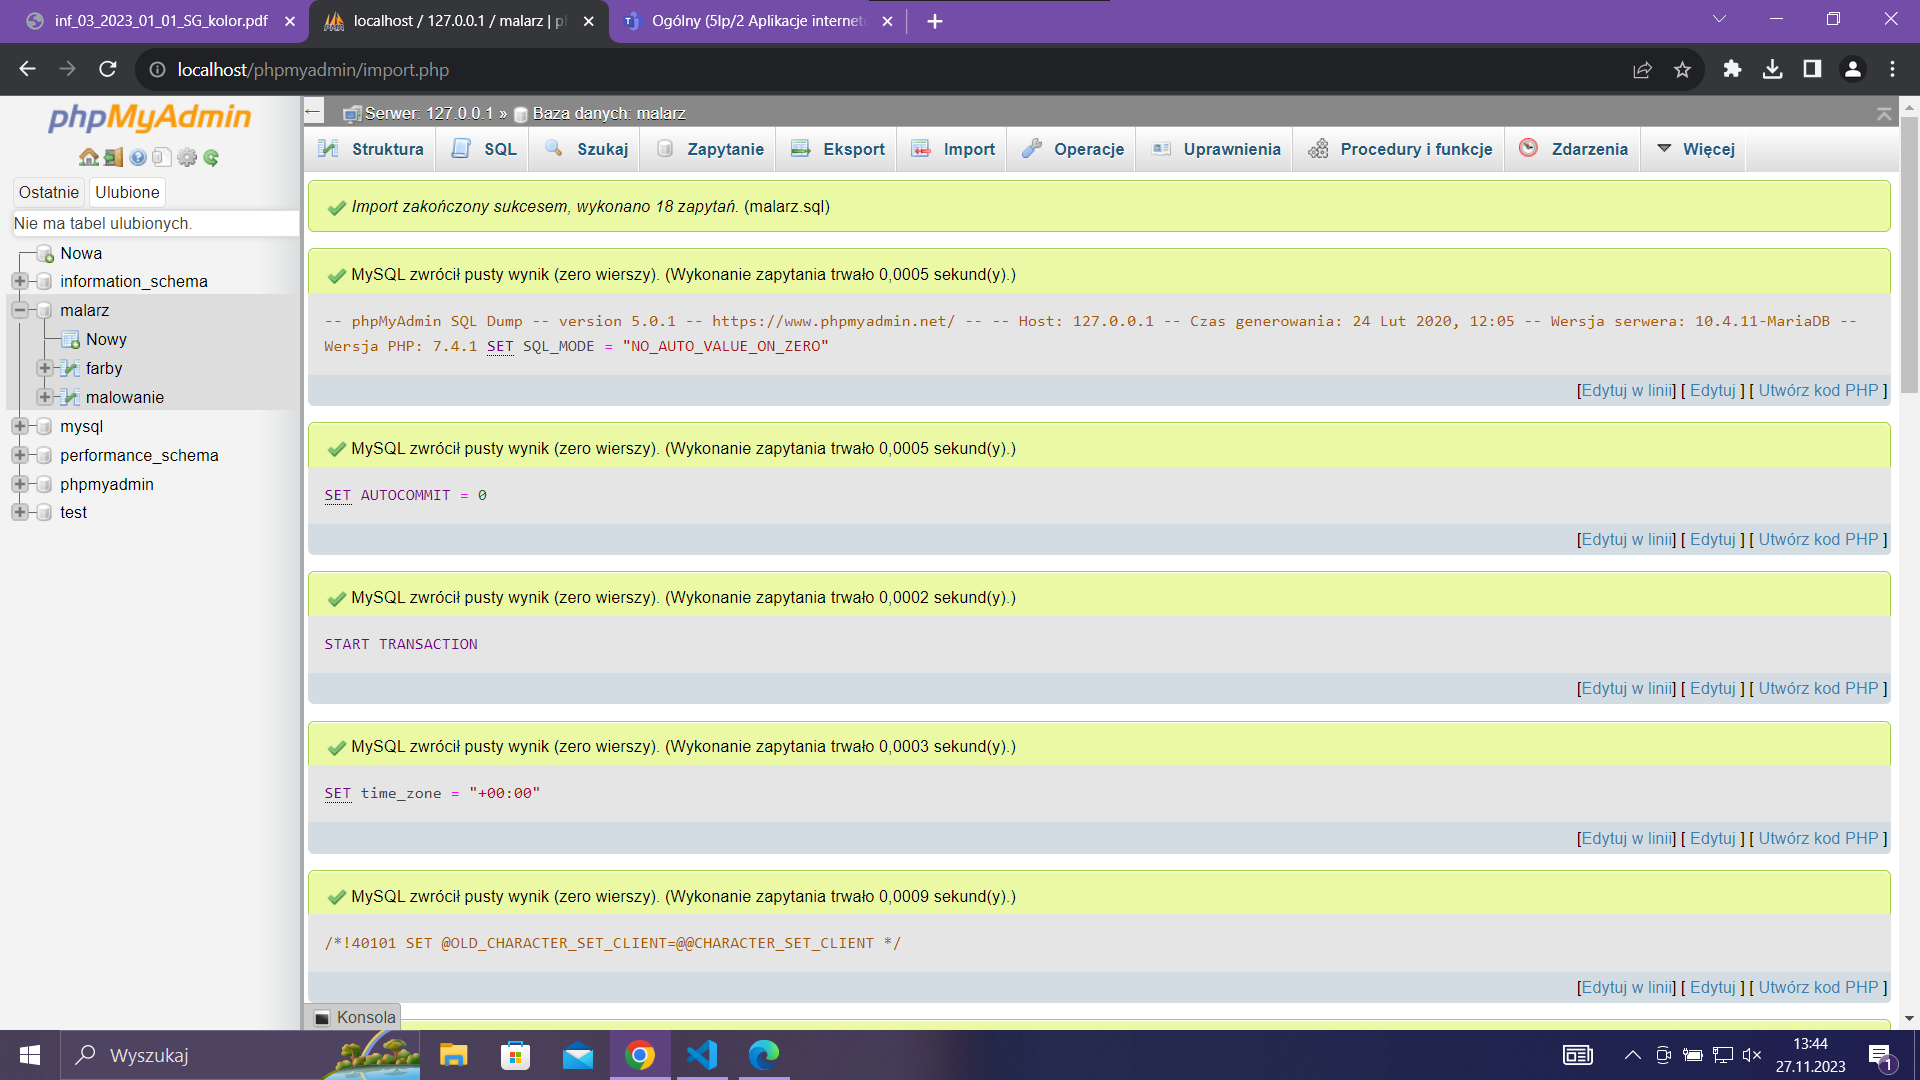 inf_03_2023_01_01_SG_kolor.pdf
localhost / 127.0.0.1 / malarz | pl
Ogólny (5lp/2 Aplikacje internet
localhost/phpmyadmin/import.php
phpMyAdmin
Ostatnie
Ulubione
Nie ma tabel ulubionych.
Nowa
information_schema
malarz
Nowy
farby
malowanie
mysql
performance_schema
phpmyadmin
test
Serwer: 127.0.0.1 » Baza danych: malarz
Struktura
SQL
Szukaj
Zapytanie
Eksport
Import
Operacje
Uprawnienia
Procedury i funkcje
Zdarzenia
Więcej
Import zakończony sukcesem, wykonano 18 zapytań. (malarz.sql)
MySQL zwrócił pusty wynik (zero wierszy). (Wykonanie zapytania trwało 0,0005 sekund(y).)
-- phpMyAdmin SQL Dump -- version 5.0.1 -- https://www.phpmyadmin.net/ -- -- Host: 127.0.0.1 -- Czas generowania: 24 Lut 2020, 12:05 -- Wersja serwera: 10.4.11-MariaDB --
Wersja PHP: 7.4.1 SET SQL_MODE = "NO_AUTO_VALUE_ON_ZERO"
[Edytuj w linii] [ Edytuj ] [ Utwórz kod PHP ]
MySQL zwrócił pusty wynik (zero wierszy). (Wykonanie zapytania trwało 0,0005 sekund(y).)
SET AUTOCOMMIT = 0
[Edytuj w linii] [ Edytuj ] [ Utwórz kod PHP ]
MySQL zwrócił pusty wynik (zero wierszy). (Wykonanie zapytania trwało 0,0002 sekund(y).)
START TRANSACTION
[Edytuj w linii] [ Edytuj ] [ Utwórz kod PHP ]
MySQL zwrócił pusty wynik (zero wierszy). (Wykonanie zapytania trwało 0,0003 sekund(y).)
SET time_zone = "+00:00"
[Edytuj w linii] [ Edytuj ] [ Utwórz kod PHP ]
MySQL zwrócił pusty wynik (zero wierszy). (Wykonanie zapytania trwało 0,0009 sekund(y).)
/*!40101 SET @OLD_CHARACTER_SET_CLIENT=@@CHARACTER_SET_CLIENT */
[Edytuj w linii] [ Edytuj ] [ Utwórz kod PHP ]
Konsola
Wyszukaj
13:44
27.11.2023
1